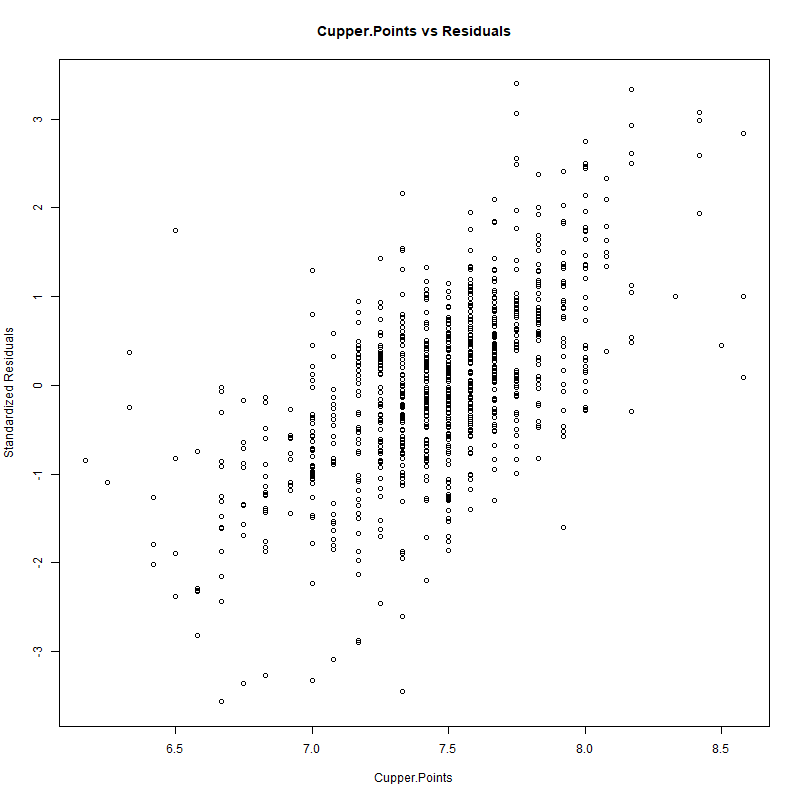 Cupper.Points vs Residuals
Standardized Residuals
3
2
1
0
-1
-2
-3
6.5 7.0 7.5 8.0 8.5
Cupper.Points